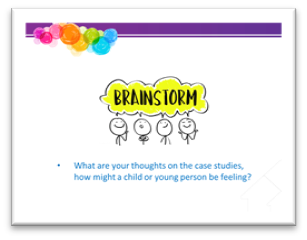 BRAINSTORM
• What are your thoughts on the case studies,
how might a child or young person be feeling?